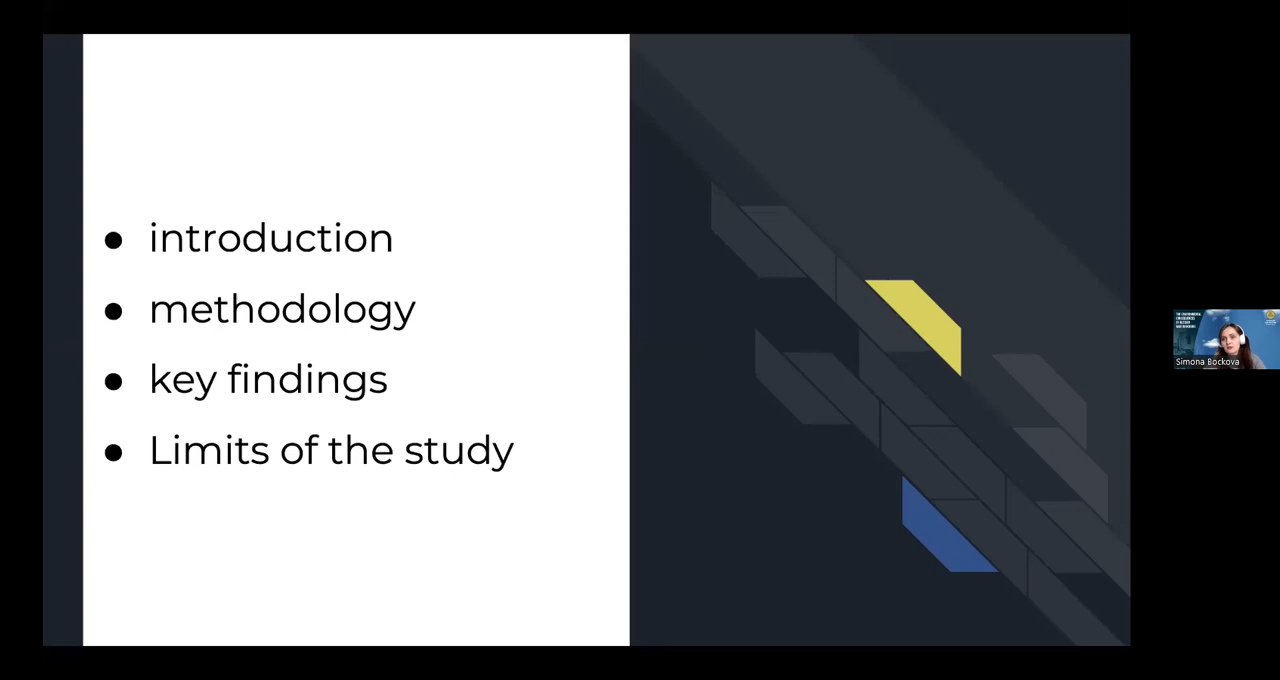 introduction
methodology
key findings
Limits of the study
Simona Bockova